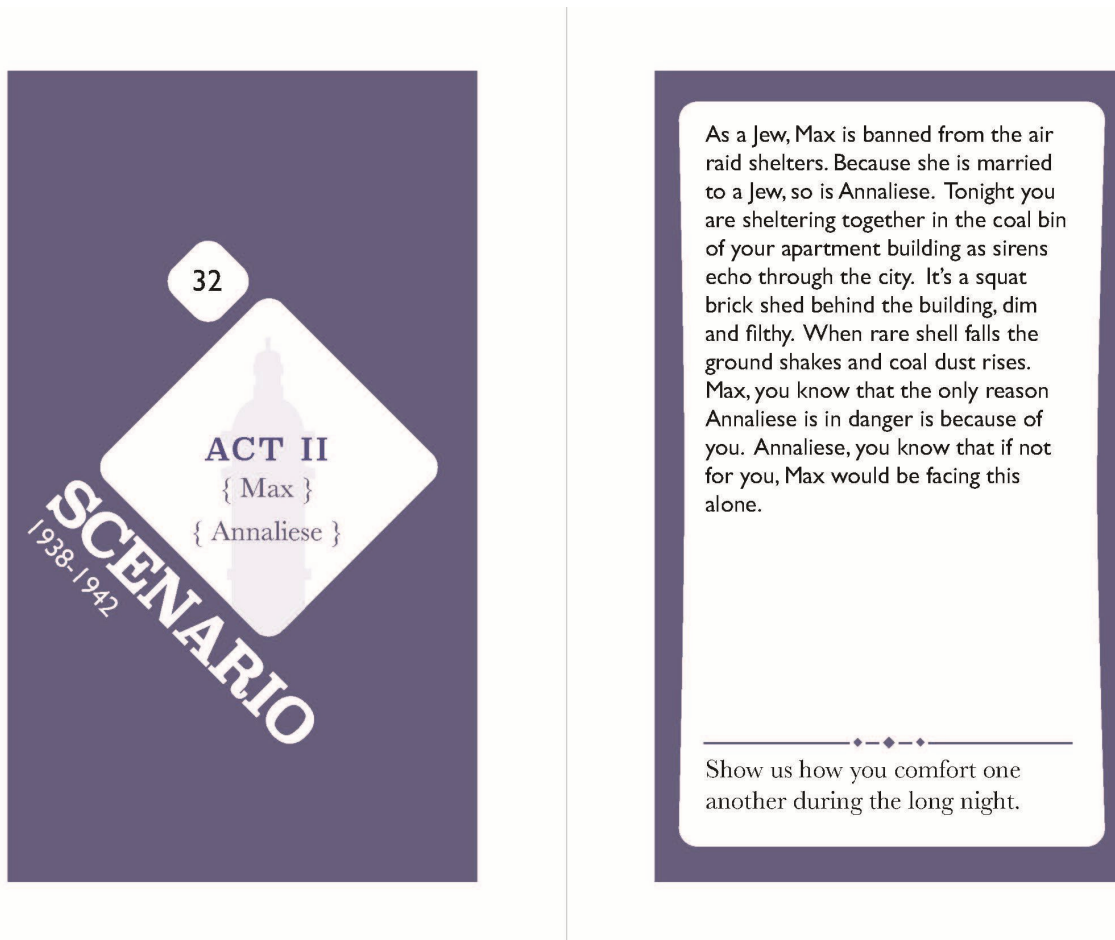 32
ACT II
{ Max }
{ Annaliese }
SCENARIO
1938-1942
As a Jew, Max is banned from the air
raid shelters. Because she is married
to a Jew, so is Annaliese. Tonight you
are sheltering together in the coal bin
of your apartment building as sirens
echo through the city. It's a squat
brick shed behind the building, dim
and filthy. When rare shell falls the
ground shakes and coal dust rises.
Max, you know that the only reason
Annaliese is in danger is because of
you. Annaliese, you know that if not
for you, Max would be facing this
alone.
Show us how you comfort one
another during the long night.